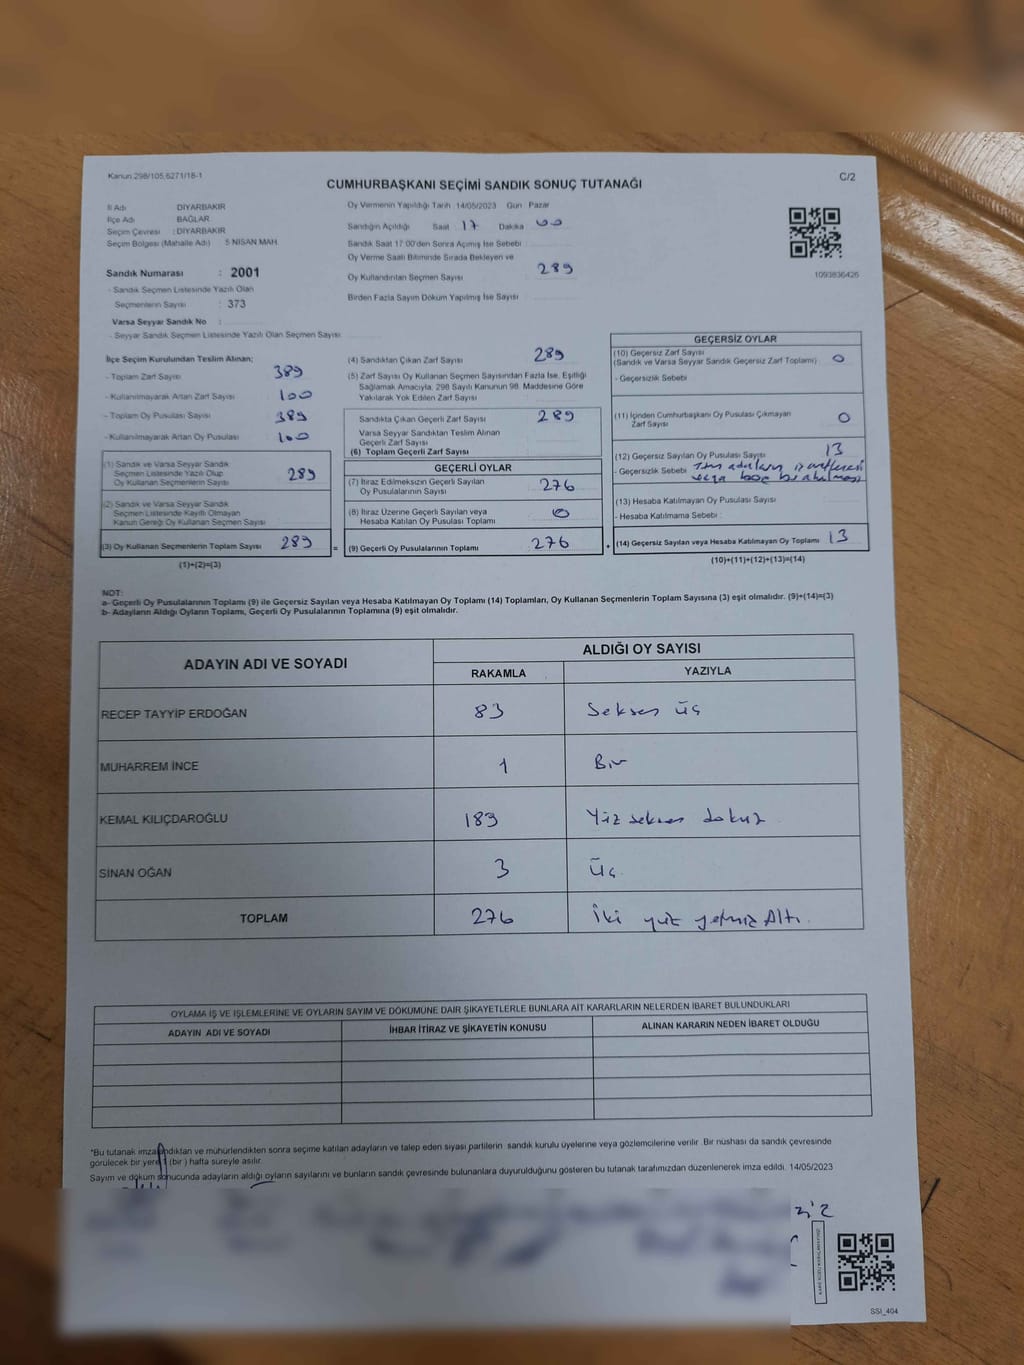 Kanun 298/105,6271/18-1
CUMHURBAŞKANI SEÇİMİ SANDIK SONUÇ TUTANAĞI
C/2
İl Adı DİYARBAKIR
İlçe Adı BAĞLAR
Seçim Çevresi : DİYARBAKIR
Seçim Bölgesi (Mahalle Adı) 5 NİSAN MAH.
Sandık Numarası : 2001
- Sandık Seçmen Listesinde Yazılı Olan
Seçmenlerin Sayısı : 373
Varsa Seyyar Sandık No :
- Seyyar Sandık Seçmen Listesinde Yazılı Olan Seçmen Sayısı
Oy Vermenin Yapıldığı Tarih 14/05/2023 Gün Pazar
Sandığın Açıldığı Saat 17 Dakika 00
Sandık Saat 17:00'den Sonra Açılmış İse Sebebi
Oy Verme Saati Bitiminde Sırada Bekleyen ve
Oy Kullandırılan Seçmen Sayısı 289
Birden Fazla Sayım Döküm Yapılmış İse Sayısı
1093836426
İlçe Seçim Kurulundan Teslim Alınan;
- Toplam Zarf Sayısı 389
- Kullanılmayarak Artan Zarf Sayısı 100
- Toplam Oy Pusulası Sayısı 389
- Kullanılmayarak Artan Oy Pusulası 100
(1) Sandık ve Varsa Seyyar Sandık
Seçmen Listesinde Yazılı Olup
Oy Kullanan Seçmenlerin Sayısı 289
(2) Sandık ve Varsa Seyyar Sandık
Seçmen Listesinde Kayıtlı Olmayan
Kanun Gereği Oy Kullanan Seçmen Sayısı
(3) Oy Kullanan Seçmenlerin Toplam Sayısı 289
(1)+(2)=(3)
(4) Sandıktan Çıkan Zarf Sayısı 289
(5) Zarf Sayısı Oy Kullanan Seçmen Sayısından Fazla İse, Eşitliği
Sağlamak Amacıyla, 298 Sayılı Kanunun 98. Maddesine Göre
Yakılarak Yok Edilen Zarf Sayısı
Sandıkta Çıkan Geçerli Zarf Sayısı 289
Varsa Seyyar Sandıktan Teslim Alınan
Geçerli Zarf Sayısı
(6) Toplam Geçerli Zarf Sayısı
GEÇERLİ OYLAR
(7) İtiraz Edilmeksizin Geçerli Sayılan
Oy Pusulalarının Sayısı 276
(8) İtiraz Üzerine Geçerli Sayılan veya
Hesaba Katılan Oy Pusulası Toplamı 0
= (9) Geçerli Oy Pusulalarının Toplamı 276
GEÇERSİZ OYLAR
(10) Geçersiz Zarf Sayısı
(Sandık ve Varsa Seyyar Sandık Geçersiz Zarf Toplamı) 0
- Geçersizlik Sebebi
(11) İçinden Cumhurbaşkanı Oy Pusulası Çıkmayan
Zarf Sayısı 0
(12) Geçersiz Sayılan Oy Pusulası Sayısı 13
- Geçersizlik Sebebi Tüm adayların işaretlenmesi
veya boş bırakılması
(13) Hesaba Katılmayan Oy Pusulası Sayısı
- Hesaba Katılmama Sebebi :
+ (14) Geçersiz Sayılan veya Hesaba Katılmayan Oy Toplamı 13
(10)+(11)+(12)+(13)=(14)
NOT:
a- Geçerli Oy Pusulalarının Toplamı (9) ile Geçersiz Sayılan veya Hesaba Katılmayan Oy Toplamı (14) Toplamları, Oy Kullanan Seçmenlerin Toplam Sayısına (3) eşit olmalıdır. (9)+(14)=(3)
b- Adayların Aldığı Oyların Toplamı, Geçerli Oy Pusulalarının Toplamına (9) eşit olmalıdır.
ADAYIN ADI VE SOYADI
ALDIĞI OY SAYISI
RAKAMLA YAZIYLA
RECEP TAYYİP ERDOĞAN 83 Seksen üç
MUHARREM İNCE 1 Bir
KEMAL KILIÇDAROĞLU 189 Yüz seksen dokuz
SİNAN OĞAN 3 Üç
TOPLAM 276 İki yüz yetmiş Altı.
OYLAMA İŞ VE İŞLEMLERİNE VE OYLARIN SAYIM VE DÖKÜMÜNE DAİR ŞİKAYETLERLE BUNLARA AİT KARARLARIN NELERDEN İBARET BULUNDUKLARI
ADAYIN ADI VE SOYADI İHBAR İTİRAZ VE ŞİKAYETİN KONUSU ALINAN KARARIN NEDEN İBARET OLDUĞU
*Bu tutanak imzalandıktan ve mühürlendikten sonra seçime katılan adayların ve talep eden siyasi partilerin sandık kurulu üyelerine veya gözlemcilerine verilir. Bir nüshası da sandık çevresinde
görülecek bir yere 1 (bir) hafta süreyle asılır.
Sayım ve döküm sonucunda adayların aldığı oyların sayılarını ve bunların sandık çevresinde bulunanlara duyurulduğunu gösteren bu tutanak tarafımızdan düzenlenerek imza edildi. 14/05/2023
SSI_404